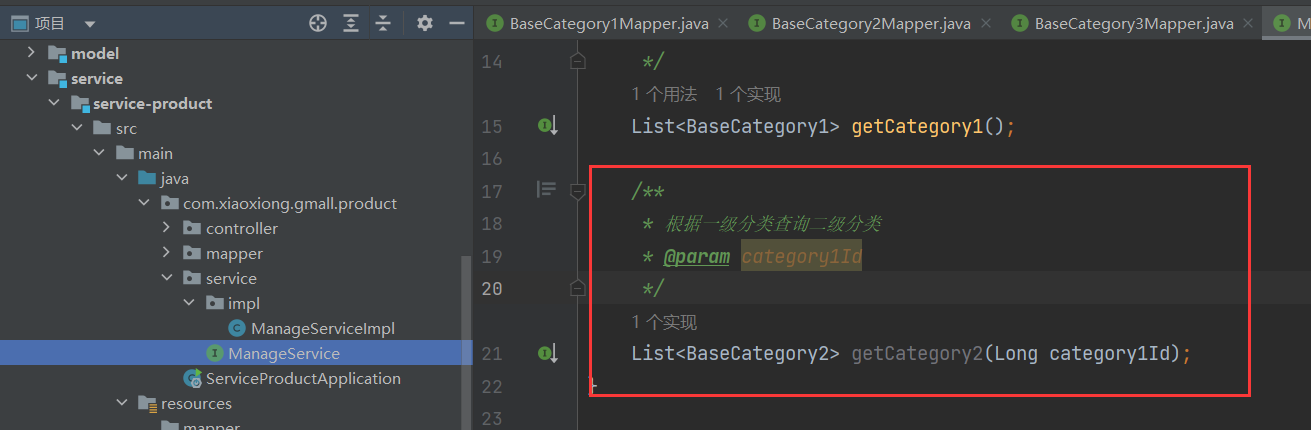 项目
model
service
service-product
src
main
java
com.xiaoxiong.gmall.product
controller
mapper
service
impl
ManageServiceImpl
ManageService
ServiceProductApplication
resources
mapper
BaseCategory1Mapper.java
BaseCategory2Mapper.java
BaseCategory3Mapper.java
M
14 */
1 个用法 1 个实现
15 List<BaseCategory1> getCategory1();
16
17 /**
18 * 根据一级分类查询二级分类
19 * @param category1Id
20 */
1 个实现
21 List<BaseCategory2> getCategory2(Long category1Id);
22 }
23